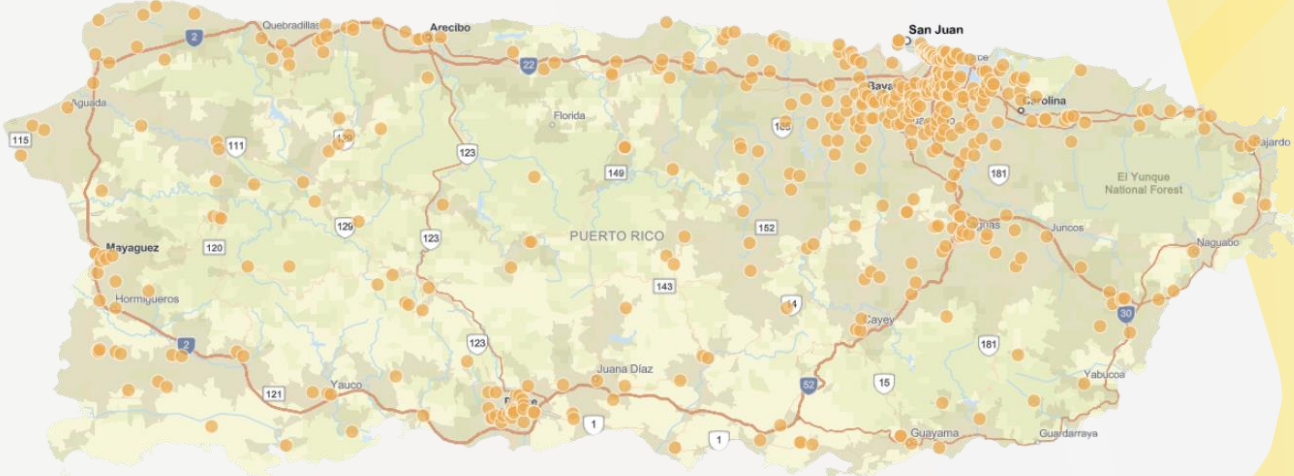 San Juan
Quebradillas
Arecibo
2
22
Aguada
Carolina
115
111
Florida
123
149
181
El Yunque
National Forest
129
123
PUERTO RICO
152
120
Juncos
Mayaguez
Naguabo
Hormigueros
143
Cayey
30
2
123
181
Juana Díaz
Yabucoa
121
Yauco
52
15
1
1
Guayama
Guardarraya